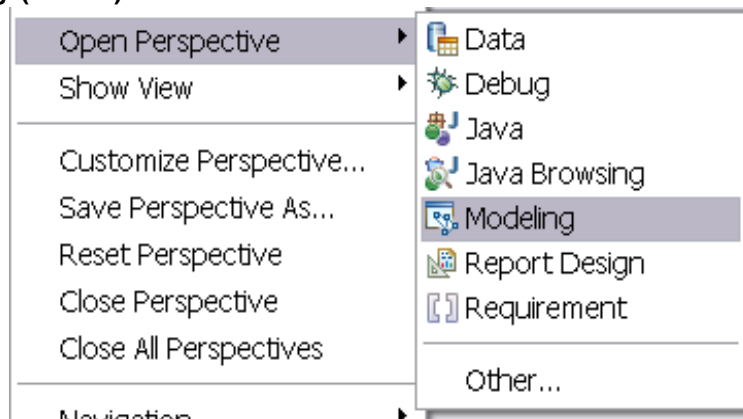 Open Perspective
Show View
Customize Perspective...
Save Perspective As...
Reset Perspective
Close Perspective
Close All Perspectives
Navigation
Data
Debug
Java
Java Browsing
Modeling
Report Design
Requirement
Other...